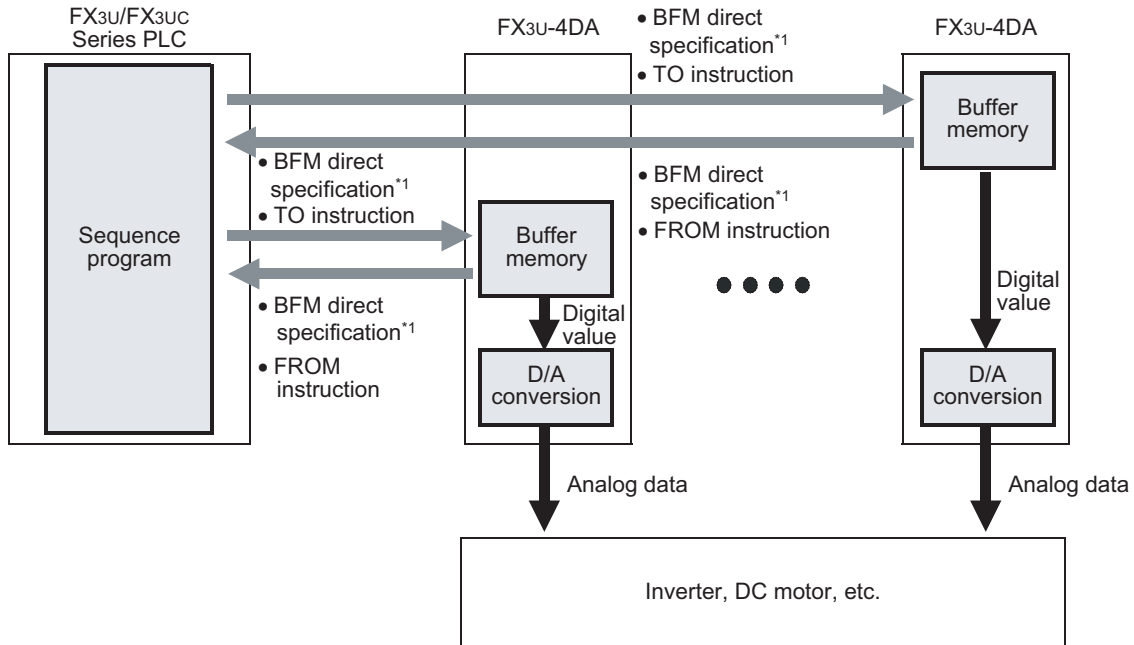 FX3U/FX3UC
Series PLC
FX3U-4DA
• BFM direct
specification*1
• TO instruction
FX3U-4DA
Buffer
memory
• BFM direct
specification*1
• TO instruction
• BFM direct
specification*1
• FROM instruction
Sequence
program
Buffer
memory
Digital
value
Digital
value
• BFM direct
specification*1
• FROM
instruction
D/A
conversion
D/A
conversion
Analog data
Analog data
Inverter, DC motor, etc.